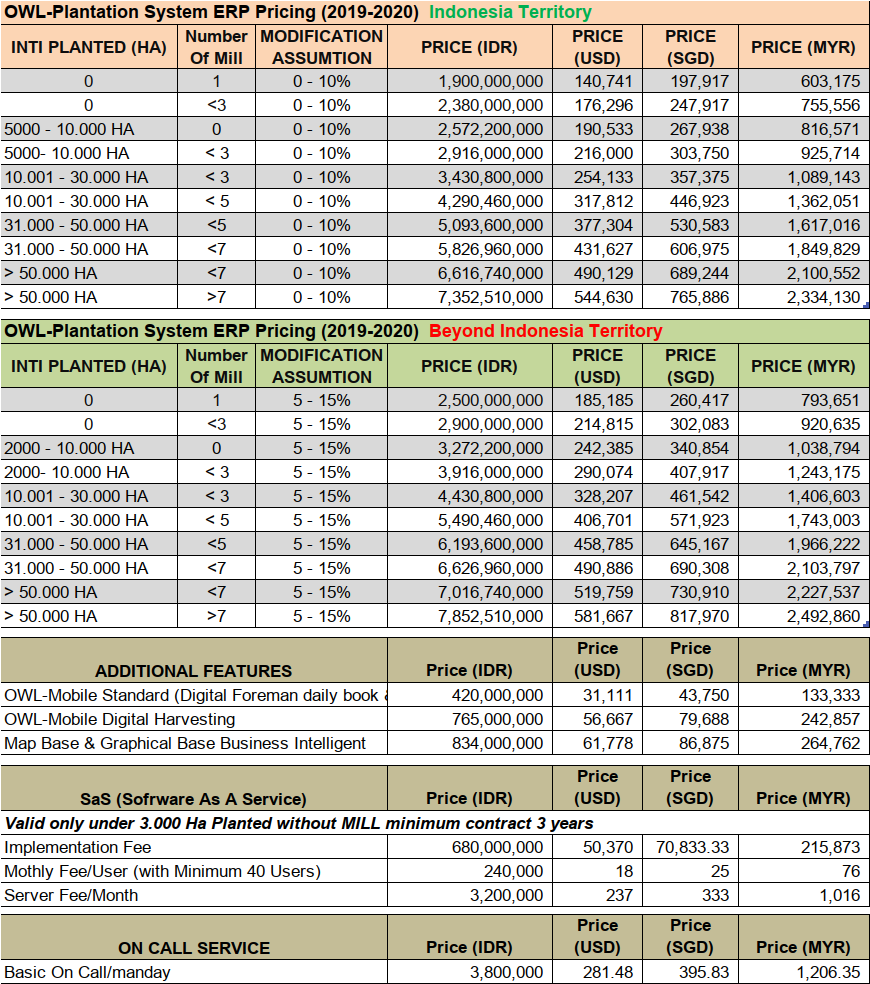 OWL-Plantation System ERP Pricing (2019-2020) Indonesia Territory
INTI PLANTED (HA) Number Of Mill MODIFICATION ASSUMTION PRICE (IDR) PRICE (USD) PRICE (SGD) PRICE (MYR)
0 1 0 - 10% 1,900,000,000 140,741 197,917 603,175
0 <3 0 - 10% 2,380,000,000 176,296 247,917 755,556
5000 - 10.000 HA 0 0 - 10% 2,572,200,000 190,533 267,938 816,571
5000- 10.000 HA < 3 0 - 10% 2,916,000,000 216,000 303,750 925,714
10.001 - 30.000 HA < 3 0 - 10% 3,430,800,000 254,133 357,375 1,089,143
10.001 - 30.000 HA < 5 0 - 10% 4,290,460,000 317,812 446,923 1,362,051
31.000 - 50.000 HA <5 0 - 10% 5,093,600,000 377,304 530,583 1,617,016
31.000 - 50.000 HA <7 0 - 10% 5,826,960,000 431,627 606,975 1,849,829
> 50.000 HA <7 0 - 10% 6,616,740,000 490,129 689,244 2,100,552
> 50.000 HA >7 0 - 10% 7,352,510,000 544,630 765,886 2,334,130
OWL-Plantation System ERP Pricing (2019-2020) Beyond Indonesia Territory
INTI PLANTED (HA) Number Of Mill MODIFICATION ASSUMTION PRICE (IDR) PRICE (USD) PRICE (SGD) PRICE (MYR)
0 1 5 - 15% 2,500,000,000 185,185 260,417 793,651
0 <3 5 - 15% 2,900,000,000 214,815 302,083 920,635
2000 - 10.000 HA 0 5 - 15% 3,272,200,000 242,385 340,854 1,038,794
2000- 10.000 HA < 3 5 - 15% 3,916,000,000 290,074 407,917 1,243,175
10.001 - 30.000 HA < 3 5 - 15% 4,430,800,000 328,207 461,542 1,406,603
10.001 - 30.000 HA < 5 5 - 15% 5,490,460,000 406,701 571,923 1,743,003
31.000 - 50.000 HA <5 5 - 15% 6,193,600,000 458,785 645,167 1,966,222
31.000 - 50.000 HA <7 5 - 15% 6,626,960,000 490,886 690,308 2,103,797
> 50.000 HA <7 5 - 15% 7,016,740,000 519,759 730,910 2,227,537
> 50.000 HA >7 5 - 15% 7,852,510,000 581,667 817,970 2,492,860
ADDITIONAL FEATURES Price (IDR) Price (USD) Price (SGD) Price (MYR)
OWL-Mobile Standard (Digital Foreman daily book & 420,000,000 31,111 43,750 133,333
OWL-Mobile Digital Harvesting 765,000,000 56,667 79,688 242,857
Map Base & Graphical Base Business Intelligent 834,000,000 61,778 86,875 264,762
SaS (Sofrware As A Service) Price (IDR) Price (USD) Price (SGD) Price (MYR)
Valid only under 3.000 Ha Planted without MILL minimum contract 3 years
Implementation Fee 680,000,000 50,370 70,833.33 215,873
Mothly Fee/User (with Minimum 40 Users) 240,000 18 25 76
Server Fee/Month 3,200,000 237 333 1,016
ON CALL SERVICE Price (IDR) Price (USD) Price (SGD) Price (MYR)
Basic On Call/manday 3,800,000 281.48 395.83 1,206.35